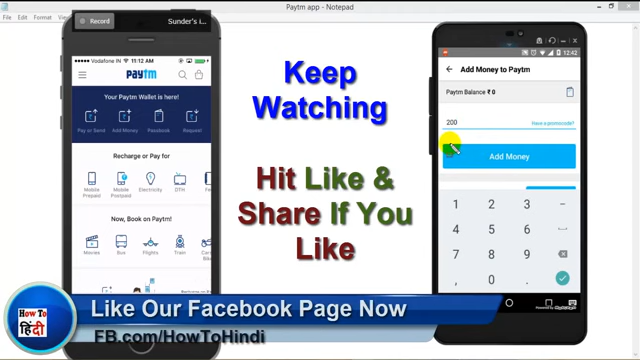 Paytm app - Notepad
File Edit Format View
Record
Sunder's i...
Vodafone IN 11:12 AM
paytm
Your Paytm Wallet is here!
Pay or Send Add Money Passbook Request
Recharge or Pay for
Mobile Prepaid Mobile Postpaid Electricity DTH
Now, Book on Paytm!
Movies Bus Flights Train
Keep
Watching
Hit Like &
Share If You
Like
12:42
Add Money to Paytm
Paytm Balance ₹ 0
200
Have a promocode?
Add Money
1 2 3 –
4 5 6
7 8 9
, 0 .
How To
हिंदी
Like Our Facebook Page Now
FB.com/HowToHindi